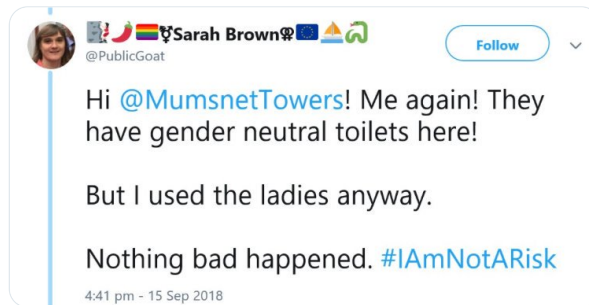 Sarah Brown
@PublicGoat
Follow
Hi @MumsnetTowers! Me again! They
have gender neutral toilets here!
But I used the ladies anyway.
Nothing bad happened. #IAmNotARisk
4:41 pm - 15 Sep 2018